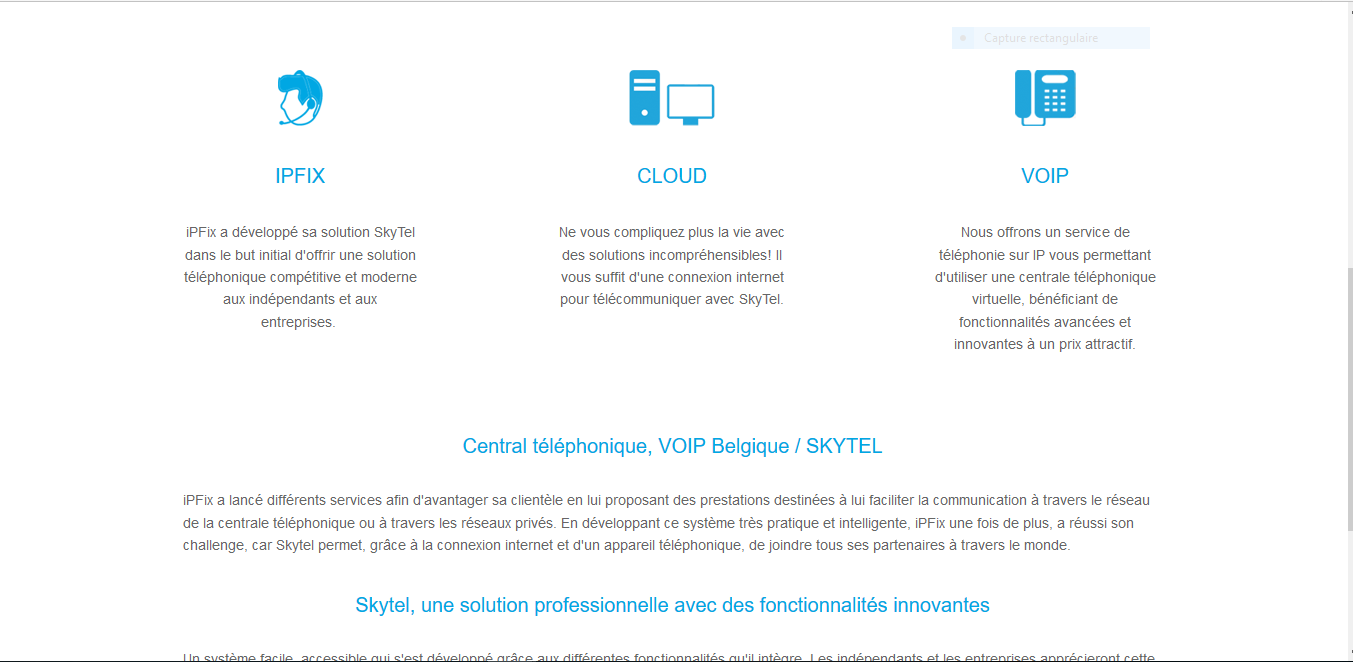 Capture rectangulaire
IPFIX
CLOUD
VOIP
iPFix a développé sa solution SkyTel
dans le but initial d'offrir une solution
téléphonique compétitive et moderne
aux indépendants et aux
entreprises.
Ne vous compliquez plus la vie avec
des solutions incompréhensibles! Il
vous suffit d'une connexion internet
pour télécommuniquer avec SkyTel.
Nous offrons un service de
téléphonie sur IP vous permettant
d'utiliser une centrale téléphonique
virtuelle, bénéficiant de
fonctionnalités avancées et
innovantes à un prix attractif.
Central téléphonique, VOIP Belgique / SKYTEL
iPFix a lancé différents services afin d'avantager sa clientèle en lui proposant des prestations destinées à lui faciliter la communication à travers le réseau
de la centrale téléphonique ou à travers les réseaux privés. En développant ce système très pratique et intelligente, iPFix une fois de plus, a réussi son
challenge, car Skytel permet, grâce à la connexion internet et d'un appareil téléphonique, de joindre tous ses partenaires à travers le monde.
Skytel, une solution professionnelle avec des fonctionnalités innovantes
Un système facile, accessible qui s'est développé grâce aux différentes fonctionnalités qu'il intègre. Les indépendants et les entreprises apprécieront cette